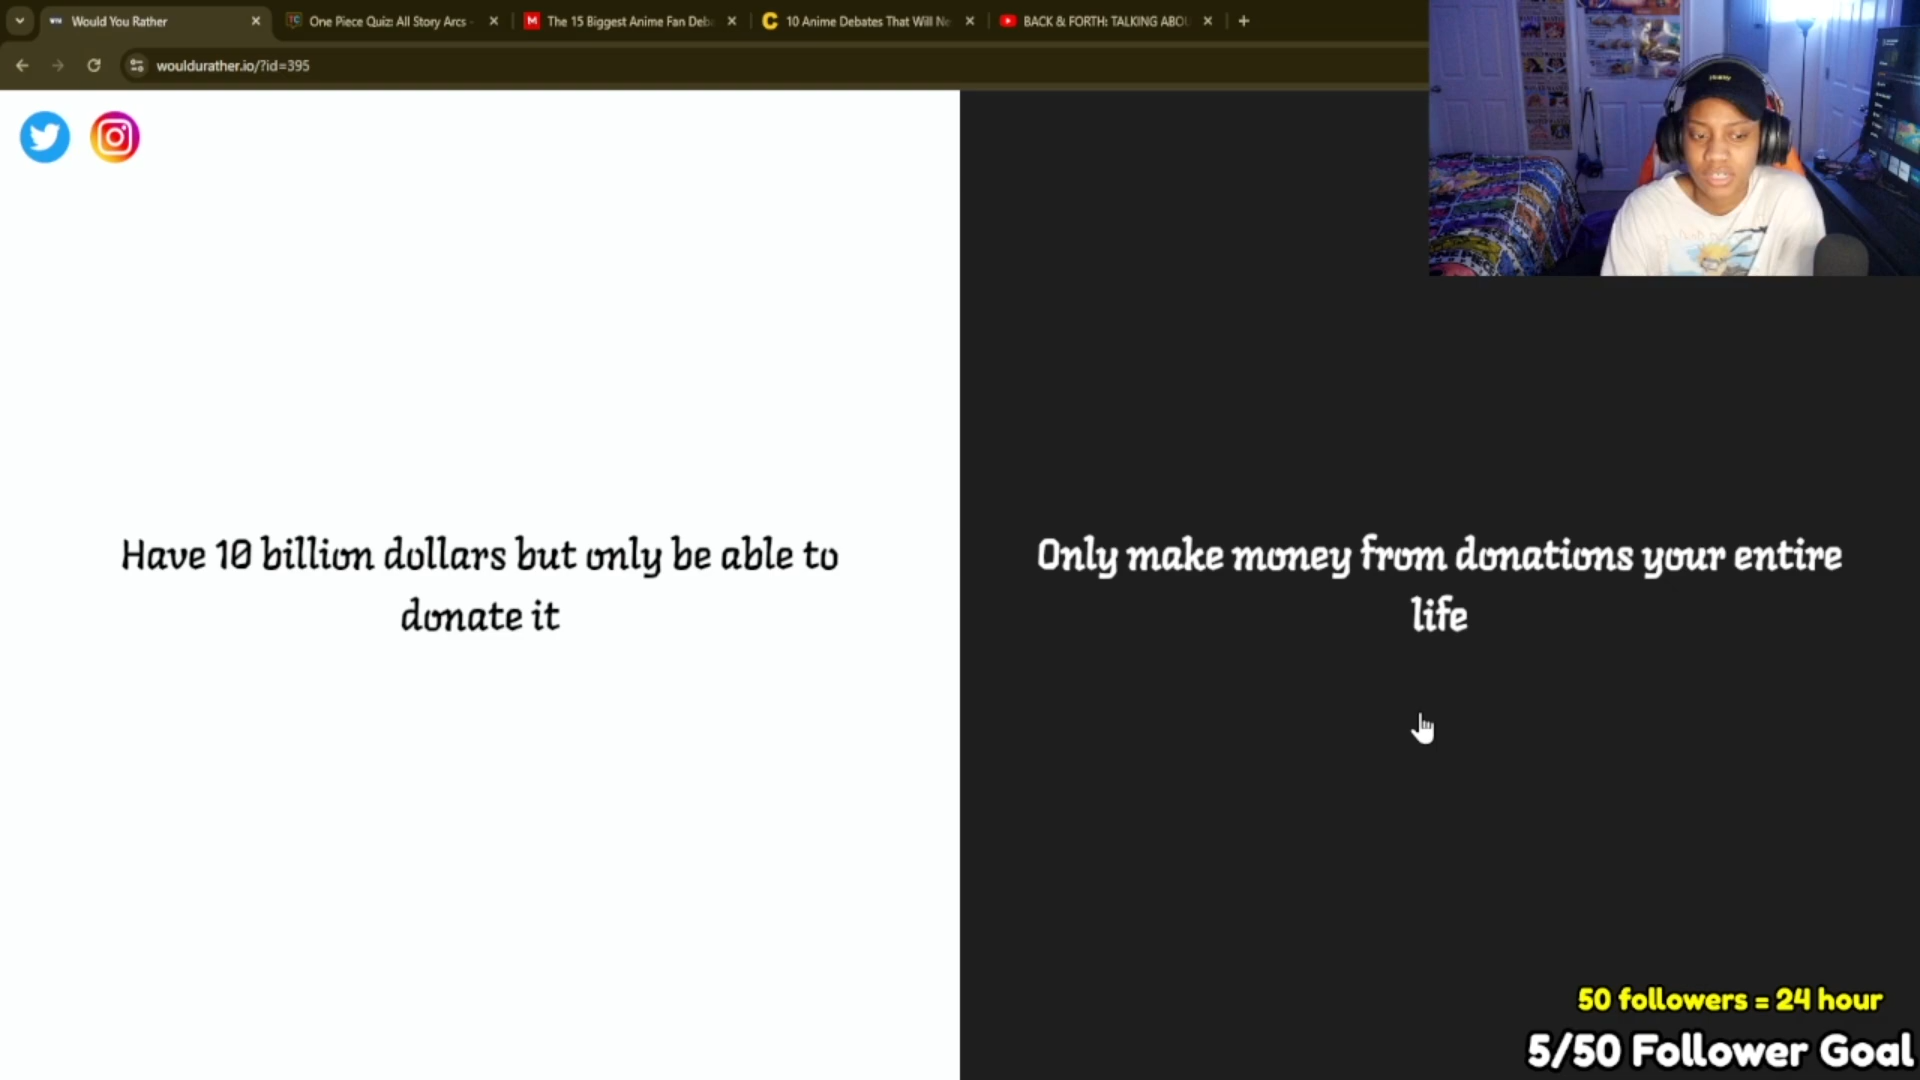 Would You Rather
One Piece Quiz: All Story Arcs -
The 15 Biggest Anime Fan Deb
10 Anime Debates That Will Ne
BACK & FORTH: TALKING ABO
wouldurather.io/?id=395
Have 10 billion dollars but only be able to
donate it
Only make money from donations your entire
life
50 followers = 24 hour
5/50 Follower Goal